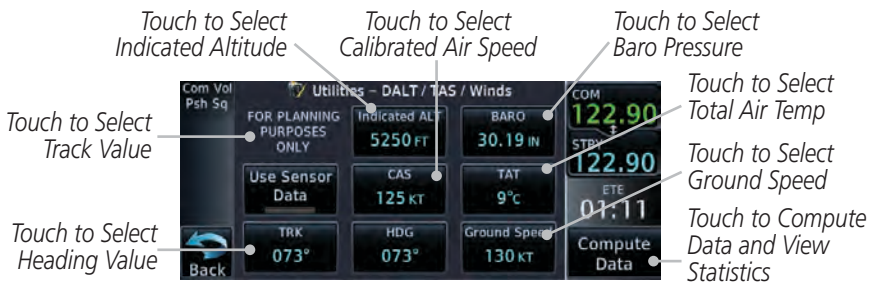 Touch to Select
Indicated Altitude
Touch to Select
Calibrated Air Speed
Touch to Select
Baro Pressure
Touch to Select
Total Air Temp
Touch to Select
Track Value
Touch to Select
Ground Speed
Touch to Select
Heading Value
Touch to Compute
Data and View
Statistics
Com Vol
Psh Sq
Utilities – DALT / TAS / Winds
FOR PLANNING
PURPOSES
ONLY
Indicated ALT
5250 FT
BARO
30.19 IN
Use Sensor
Data
CAS
125 KT
TAT
9°C
TRK
073°
HDG
073°
Ground Speed
130 KT
Back
COM
122.90
STBY
122.90
ETE
01:11
Compute
Data